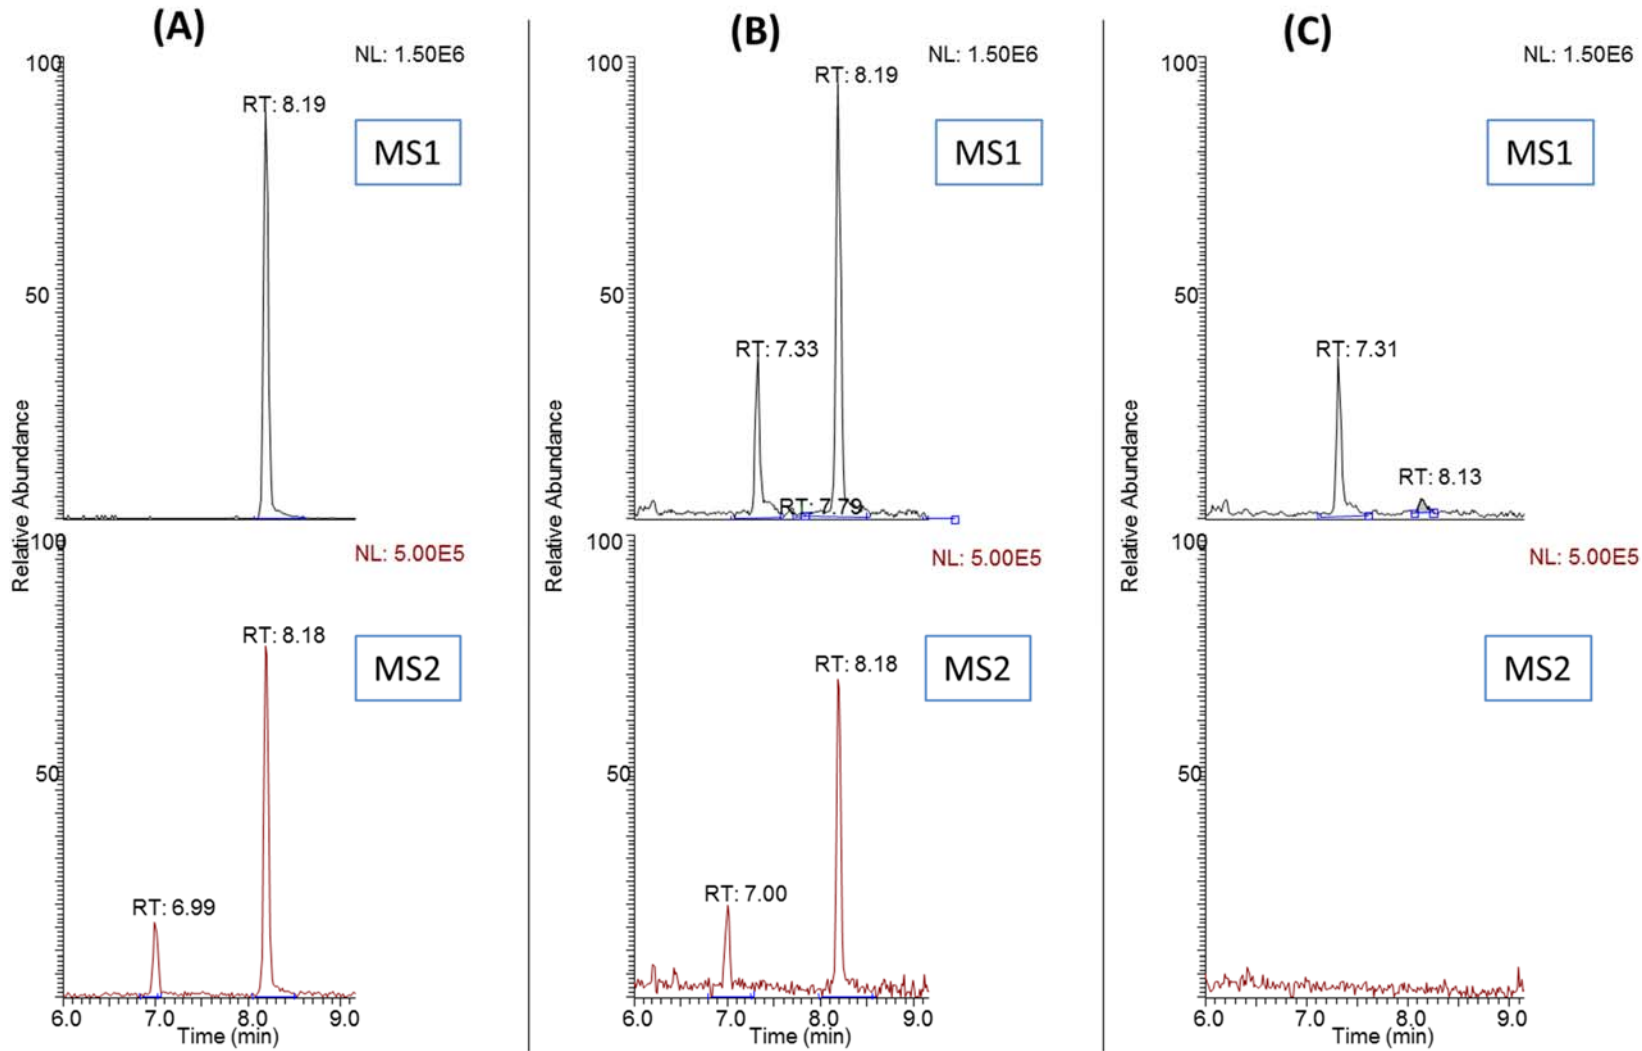 (A)
NL: 1.50E6
100
RT: 8.19
MS1
50
Relative Abundance
100
NL: 5.00E5
RT: 8.18
MS2
50
RT: 6.99
6.0 7.0 8.0 9.0
Time (min)
(B)
NL: 1.50E6
100
RT: 8.19
MS1
50
RT: 7.33
Relative Abundance
RT: 7.79
100
NL: 5.00E5
RT: 8.18
MS2
50
RT: 7.00
6.0 7.0 8.0 9.0
Time (min)
(C)
NL: 1.50E6
100
MS1
50
RT: 7.31
Relative Abundance
RT: 8.13
100
NL: 5.00E5
MS2
50
6.0 7.0 8.0 9.0
Time (min)